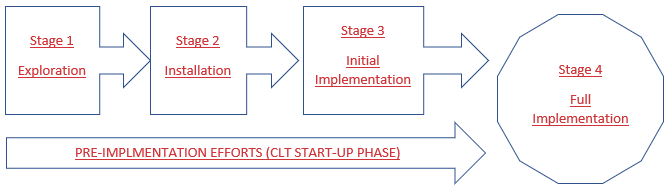 Stage 1
Exploration
Stage 2
Installation
Stage 3
Initial
Implementation
Stage 4
Full
Implementation
PRE-IMPLMENTATION EFFORTS (CLT START-UP PHASE)